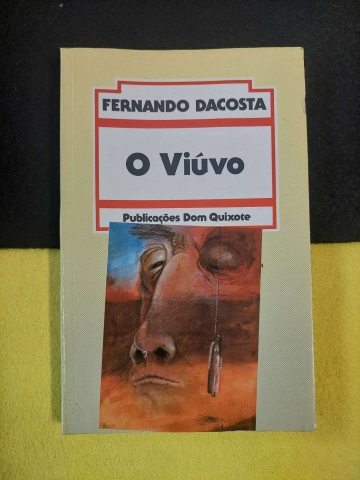 FERNANDO DACOSTA
O Viúvo
Publicações Dom Quixote